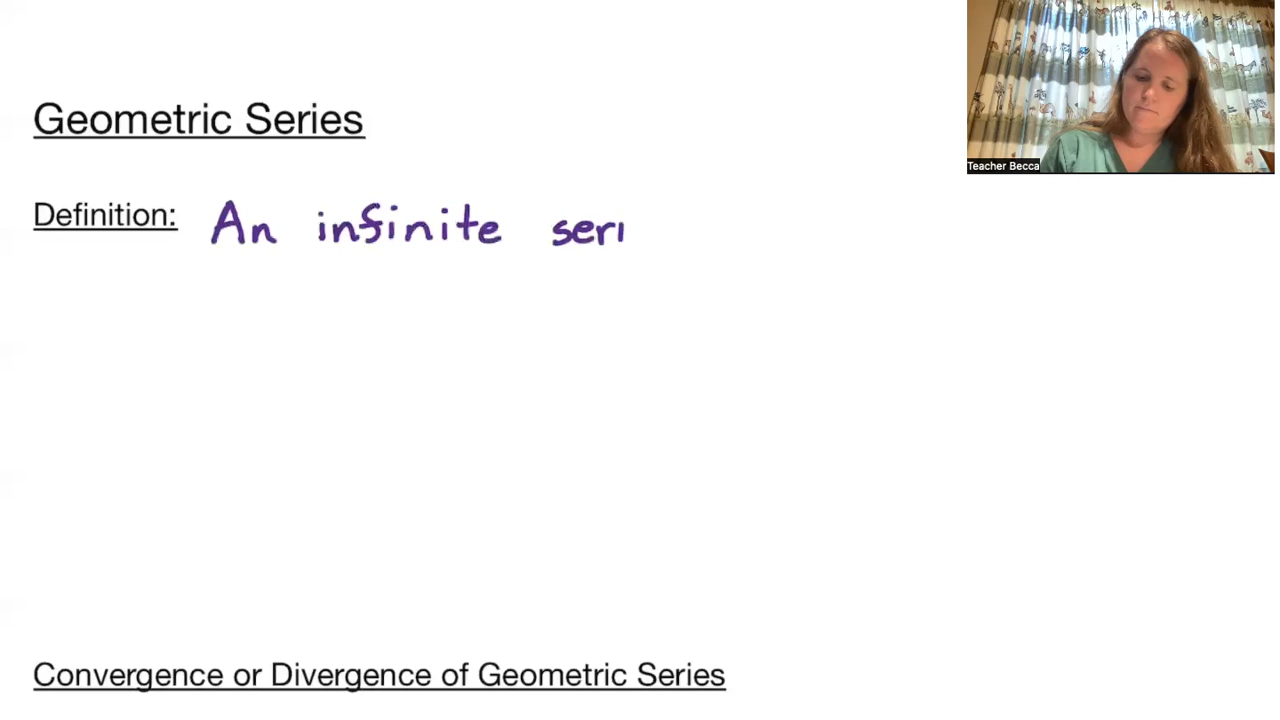 Teacher Becca
Geometric Series
Definition: An infinite seri
Convergence or Divergence of Geometric Series